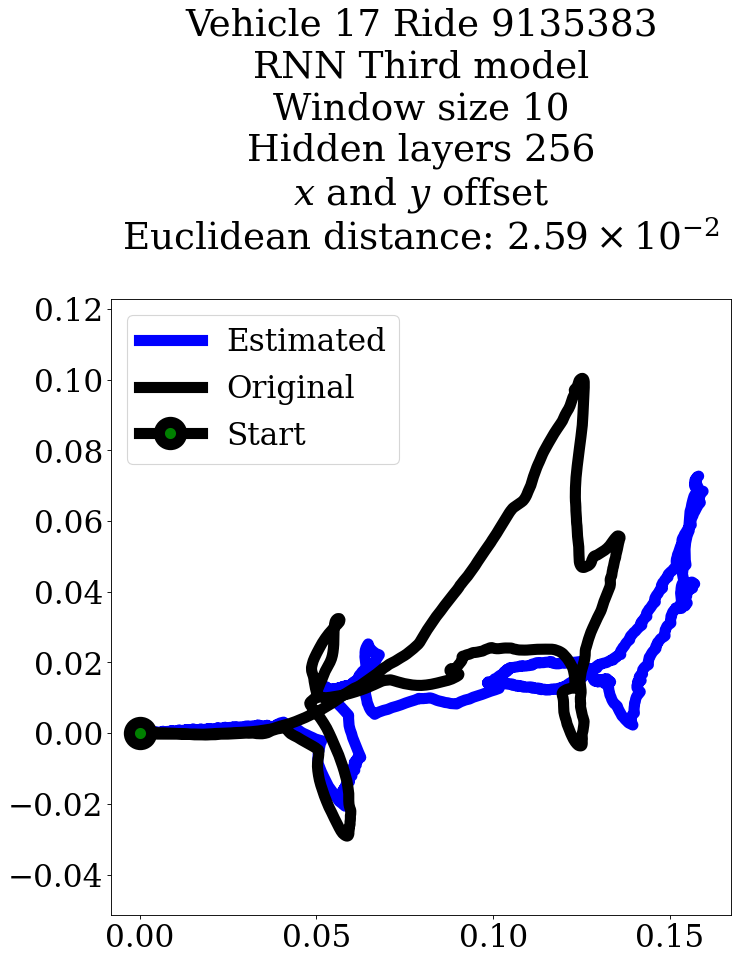 Vehicle 17 Ride 9135383
RNN Third model
Window size 10
Hidden layers 256
x and y offset
Euclidean distance: 2.59 × 10⁻²
Estimated
Original
Start
0.12
0.10
0.08
0.06
0.04
0.02
0.00
−0.02
−0.04
0.00 0.05 0.10 0.15